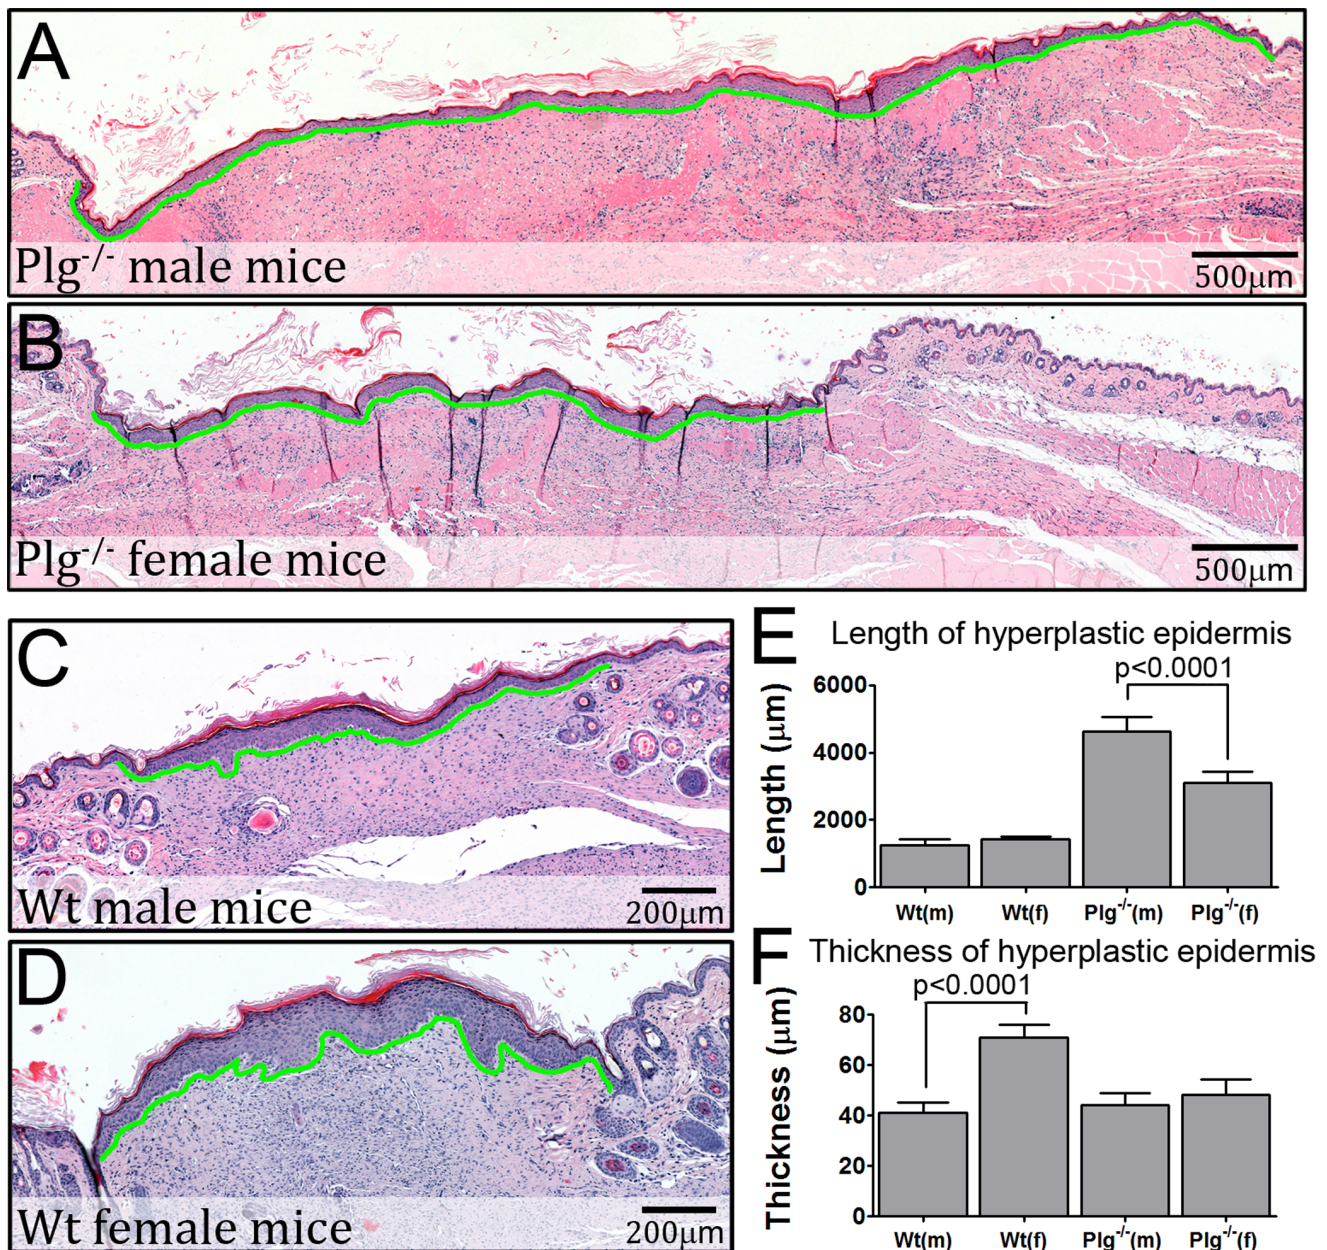 A
Plg-/- male mice
500μm
B
Plg-/- female mice
500μm
C
Wt male mice
200μm
D
Wt female mice
200μm
E
Length of hyperplastic epidermis
p<0.0001
Length (μm)
6000
4000
2000
0
Wt(m) Wt(f) Plg-/-(m) Plg-/-(f)
F
Thickness of hyperplastic epidermis
p<0.0001
Thickness (μm)
80
60
40
20
0
Wt(m) Wt(f) Plg-/-(m) Plg-/-(f)